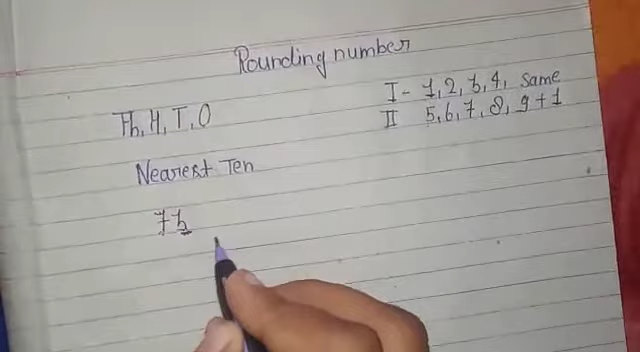 Rounding number
I - 1, 2, 3, 4, same
II 5, 6, 7, 8, 9 + 1
Th, H, T, O
Nearest Ten
73